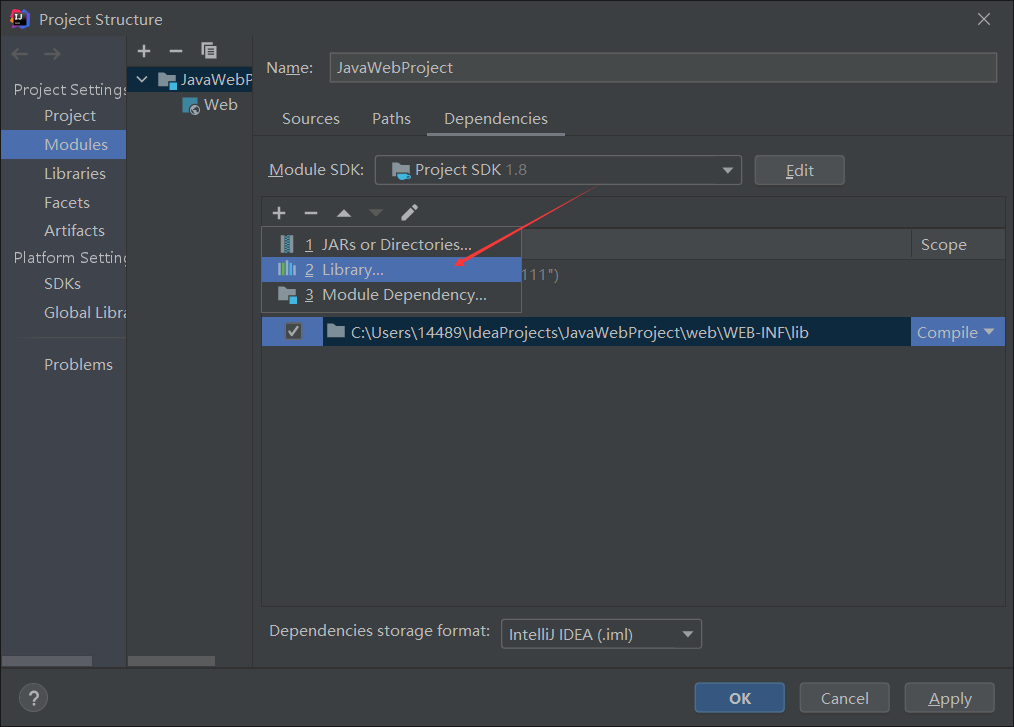 Project Structure
Project Settings
Project
Modules
Libraries
Facets
Artifacts
Platform Setting
SDKs
Global Libra
Problems
JavaWebP
Web
Name: JavaWebProject
Sources Paths Dependencies
Module SDK: Project SDK 1.8 Edit
Scope
1 JARs or Directories...
2 Library...
3 Module Dependency...
111")
C:\Users\14489\IdeaProjects\JavaWebProject\web\WEB-INF\lib Compile
Dependencies storage format: IntelliJ IDEA (.iml)
? OK Cancel Apply